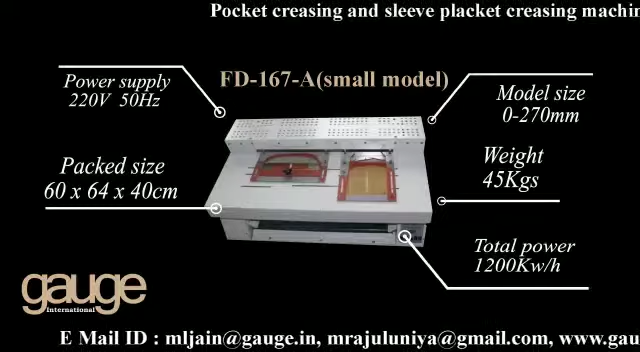 Pocket creasing and sleeve placket creasing machin
FD-167-A(small model)
Power supply
220V 50Hz
Model size
0-270mm
Packed size
60 x 64 x 40cm
Weight
45Kgs
Total power
1200Kw/h
gauge
International
E Mail ID : mljain@gauge.in, mrajuluniya@gmail.com, www.gau